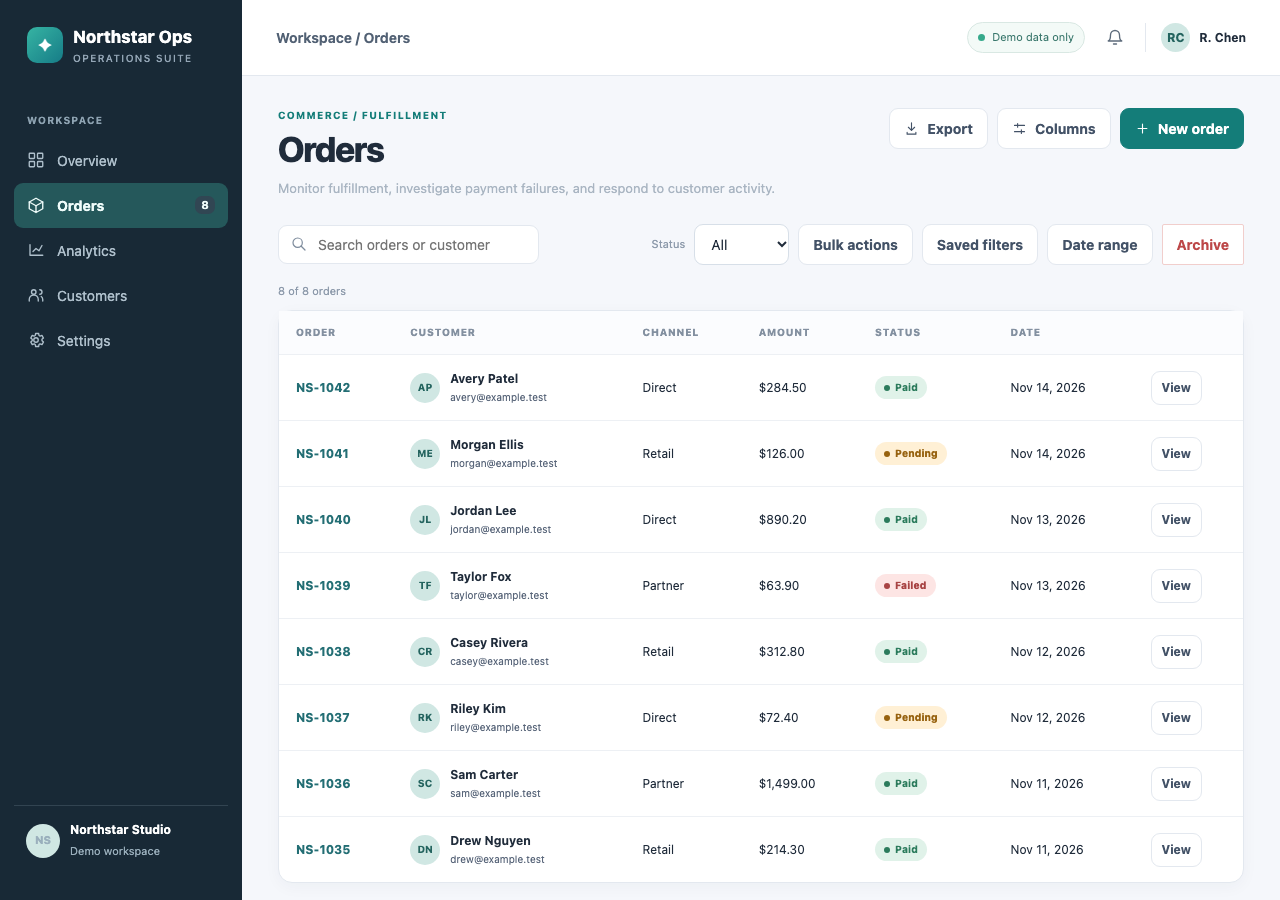 Northstar Ops
OPERATIONS SUITE
WORKSPACE
Overview
Orders 8
Analytics
Customers
Settings
NS
Northstar Studio
Demo workspace
Workspace / Orders
Demo data only
RC R. Chen
COMMERCE / FULFILLMENT
Orders
Monitor fulfillment, investigate payment failures, and respond to customer activity.
Export
Columns
+ New order
Search orders or customer
Status
All
Bulk actions
Saved filters
Date range
Archive
8 of 8 orders
ORDER CUSTOMER CHANNEL AMOUNT STATUS DATE
NS-1042 AP Avery Patel Direct $284.50 Paid Nov 14, 2026 View
avery@example.test
NS-1041 ME Morgan Ellis Retail $126.00 Pending Nov 14, 2026 View
morgan@example.test
NS-1040 JL Jordan Lee Direct $890.20 Paid Nov 13, 2026 View
jordan@example.test
NS-1039 TF Taylor Fox Partner $63.90 Failed Nov 13, 2026 View
taylor@example.test
NS-1038 CR Casey Rivera Retail $312.80 Paid Nov 12, 2026 View
casey@example.test
NS-1037 RK Riley Kim Direct $72.40 Pending Nov 12, 2026 View
riley@example.test
NS-1036 SC Sam Carter Partner $1,499.00 Paid Nov 11, 2026 View
sam@example.test
NS-1035 DN Drew Nguyen Retail $214.30 Paid Nov 11, 2026 View
drew@example.test